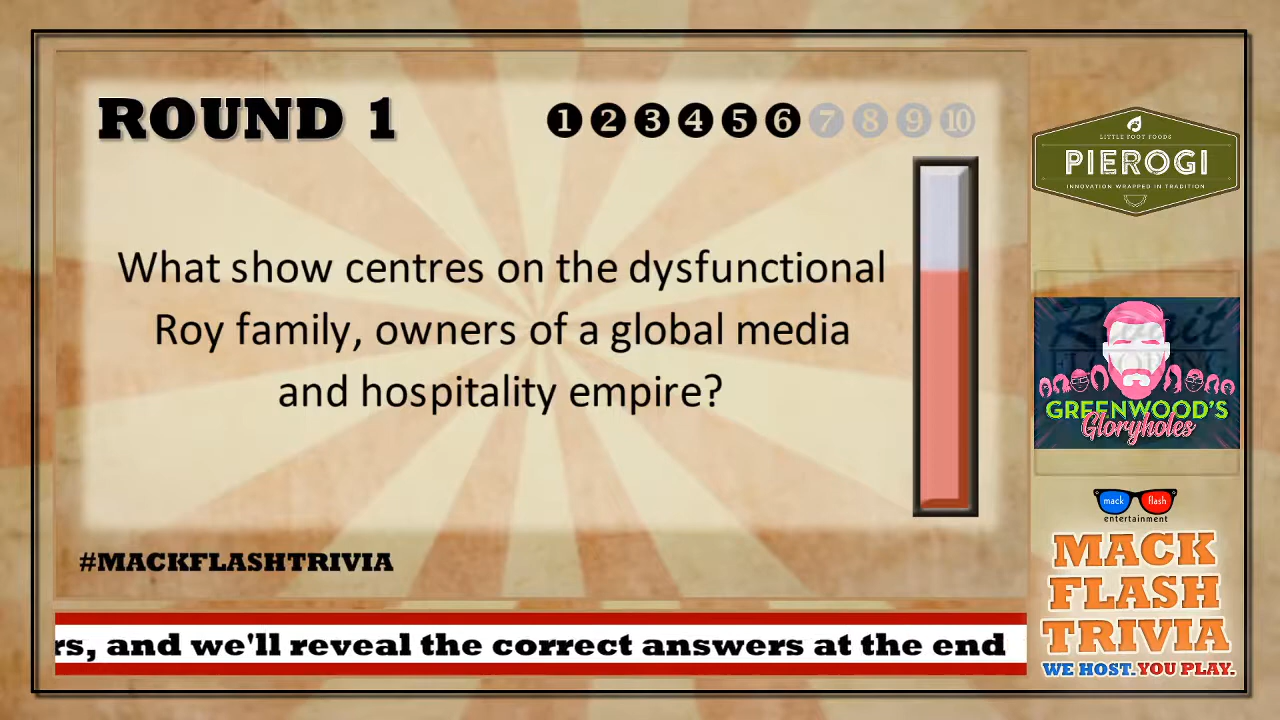 ROUND 1
1 2 3 4 5 6 7 8 9 10
What show centres on the dysfunctional
Roy family, owners of a global media
and hospitality empire?
#MACKFLASHTRIVIA
rs, and we'll reveal the correct answers at the end
LITTLE FOOT FOODS
PIEROGI
INNOVATION WRAPPED IN TRADITION
GREENWOOD'S
Gloryholes
mack flash
entertainment
MACK
FLASH
TRIVIA
WE HOST. YOU PLAY.